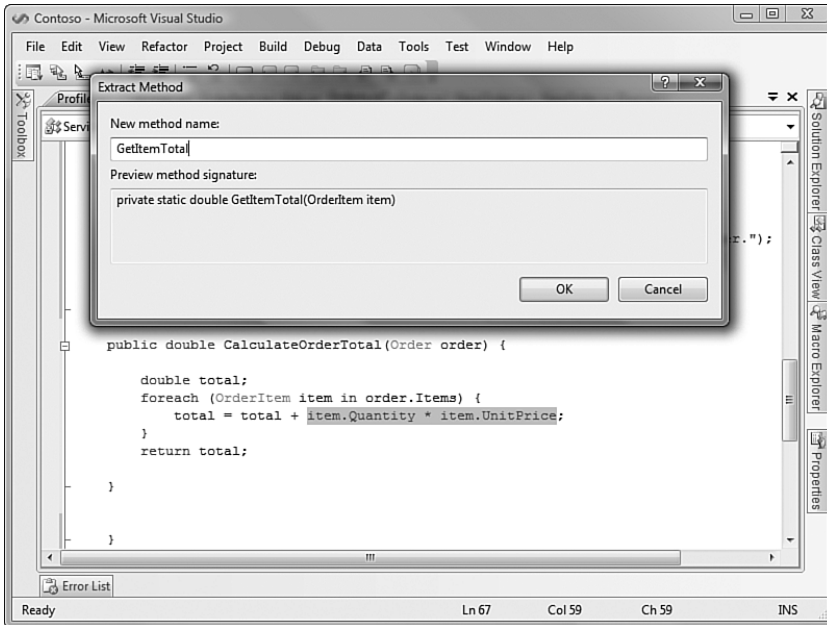 Contoso - Microsoft Visual Studio
File Edit View Refactor Project Build Debug Data Tools Test Window Help
Extract Method
Profile
Toolbox
Servi
New method name:
GetItemTotal
Preview method signature:
private static double GetItemTotal(OrderItem item)
r.");
OK Cancel
Solution Explorer
Class View
Macro Explorer
Properties
public double CalculateOrderTotal(Order order) {
double total;
foreach (OrderItem item in order.Items) {
total = total + item.Quantity * item.UnitPrice;
}
return total;
}
}
Error List
Ready Ln 67 Col 59 Ch 59 INS